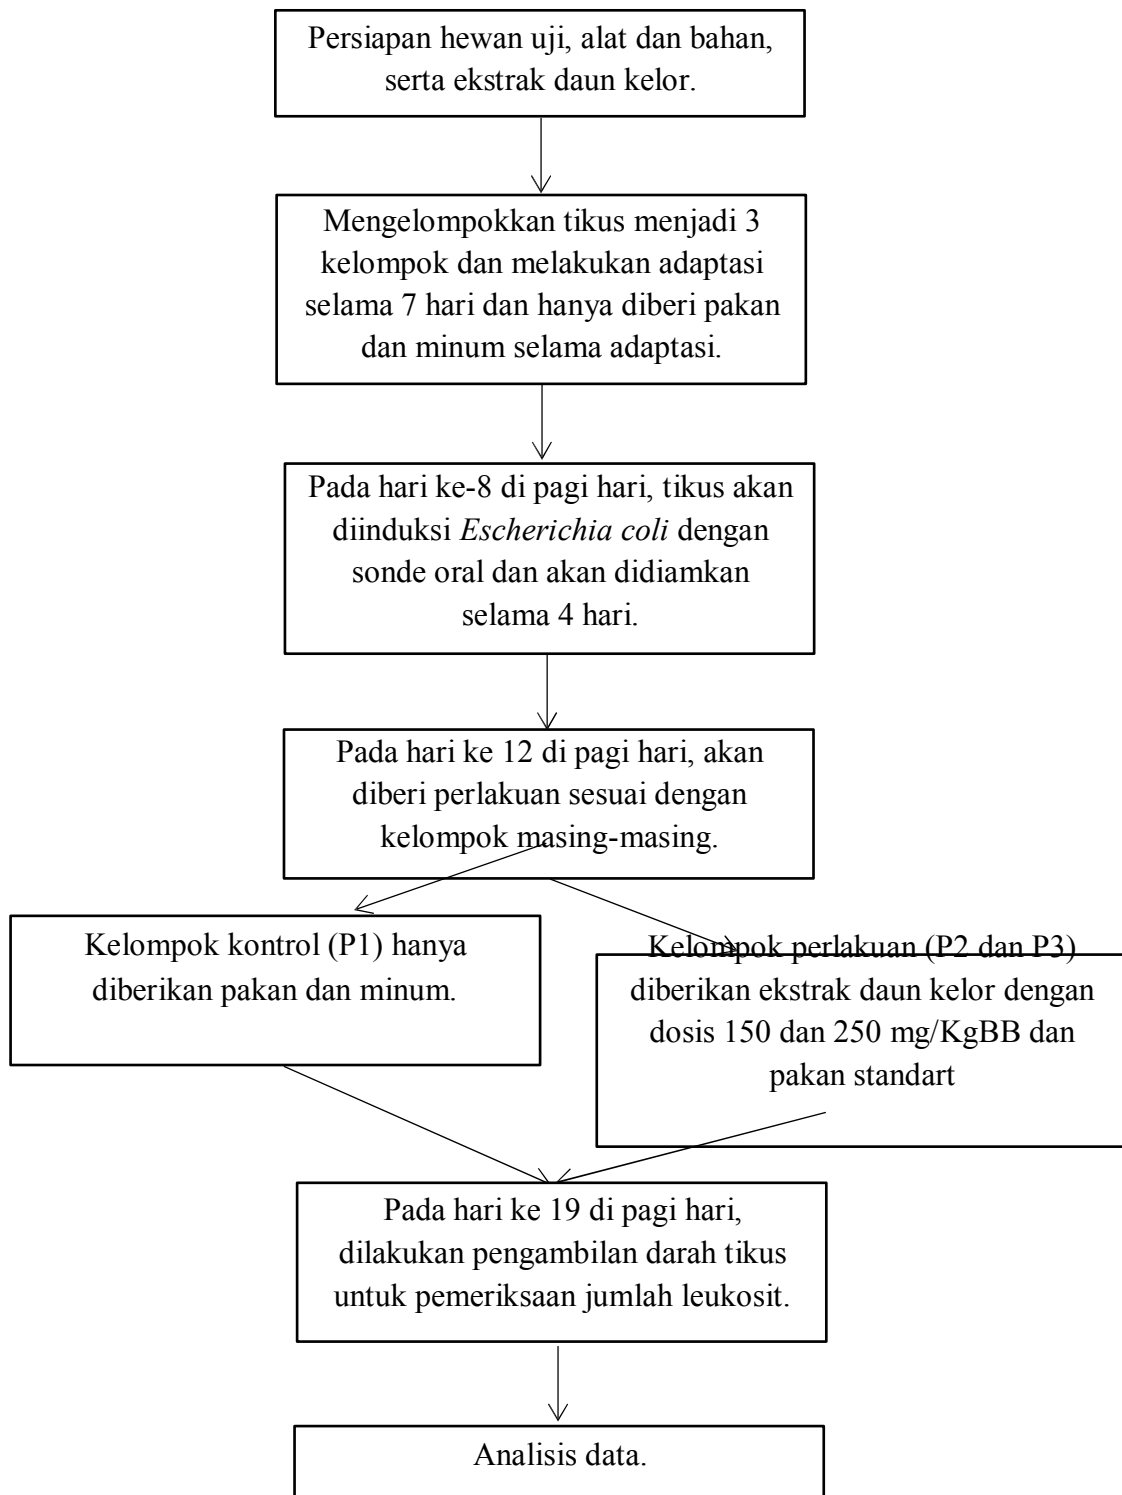 Persiapan hewan uji, alat dan bahan,
serta ekstrak daun kelor.
Mengelompokkan tikus menjadi 3
kelompok dan melakukan adaptasi
selama 7 hari dan hanya diberi pakan
dan minum selama adaptasi.
Pada hari ke-8 di pagi hari, tikus akan
diinduksi Escherichia coli dengan
sonde oral dan akan didiamkan
selama 4 hari.
Pada hari ke 12 di pagi hari, akan
diberi perlakuan sesuai dengan
kelompok masing-masing.
Kelompok kontrol (P1) hanya
diberikan pakan dan minum.
Kelompok perlakuan (P2 dan P3)
diberikan ekstrak daun kelor dengan
dosis 150 dan 250 mg/KgBB dan
pakan standart
Pada hari ke 19 di pagi hari,
dilakukan pengambilan darah tikus
untuk pemeriksaan jumlah leukosit.
Analisis data.